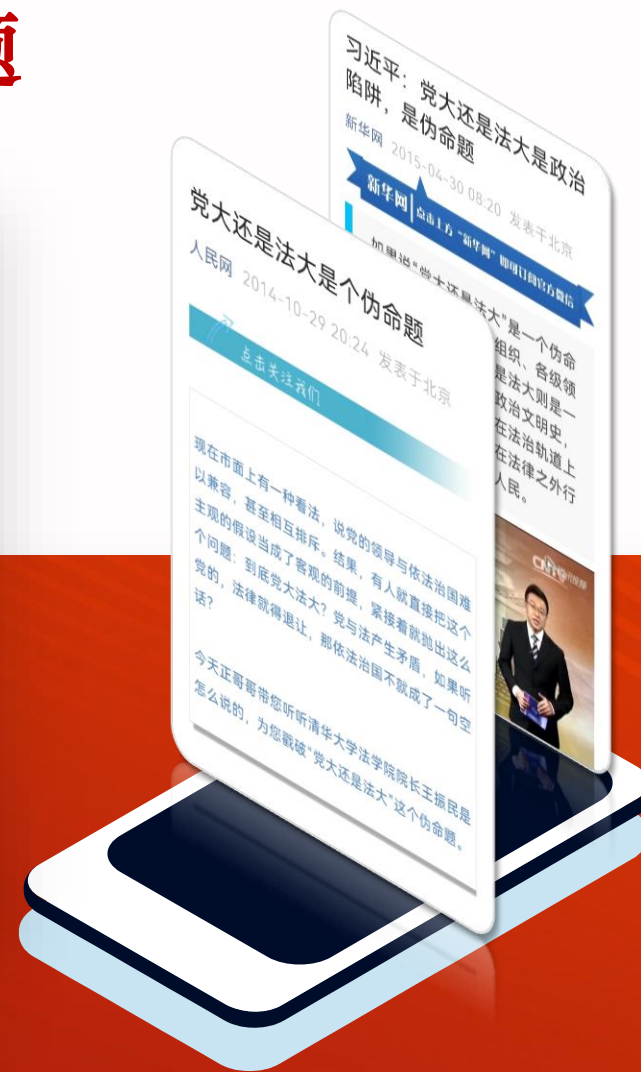 题
习近平：党大还是法大是政治
陷阱，是伪命题
新华网 2015-04-30 08:20 发表于北京
新华网 点击上方“新华网”即可订阅官方微信
如果说“党大还是法大”是一个伪命
组织、各级领
是法大则是一
政治文明史，
在法治轨道上
在法律之外行
人民。
党大还是法大是个伪命题
人民网 2014-10-29 20:24 发表于北京
点击关注我们
现在市面上有一种看法，说党的领导与依法治国难
以兼容，甚至相互排斥。结果，有人就直接把这个
主观的假设当成了客观的前提，紧接着就抛出这么
个问题：到底党大法大？党与法产生矛盾，如果听
党的，法律就得退让，那依法治国不就成了一句空
话？
今天正哥哥带您听听清华大学法学院院长王振民是
怎么说的，为您戳破“党大还是法大”这个伪命题。